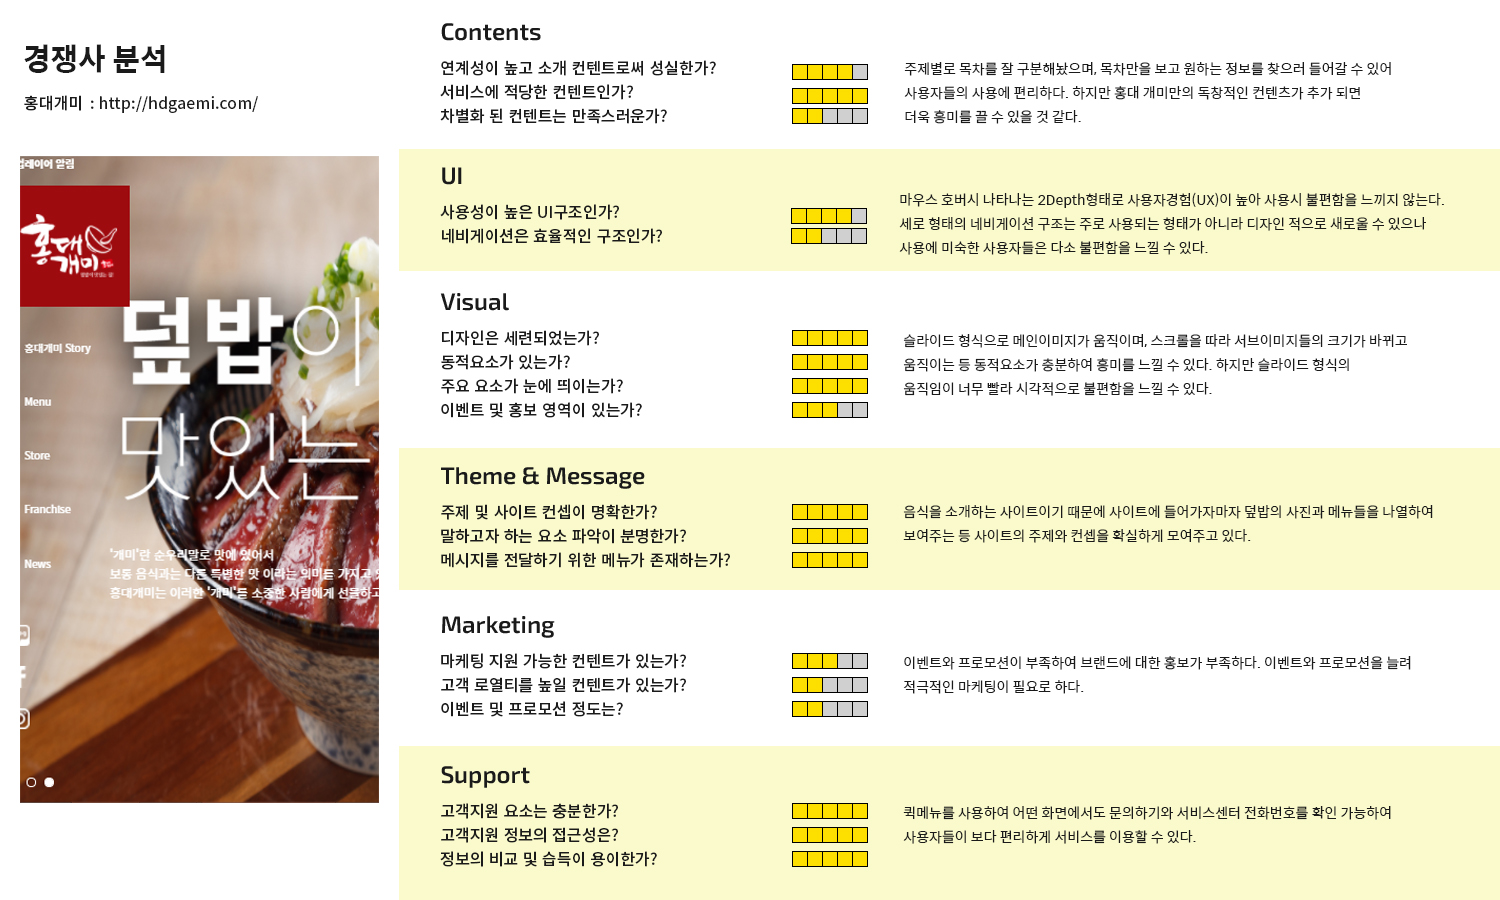 경쟁사 분석
홍대개미 : http://hdgaemi.com/
업레이어 알림
홍대개미
덮밥이
맛있는
홍대개미 Story
Menu
Store
Franchise
News
'개미'란 순우리말로 맛에 있어서
보통 음식과는 다른 특별한 맛 이라는 의미를 가지고
홍대개미는 이러한 '개미'를 소중한 사람에게 선물하고
Contents
연계성이 높고 소개 컨텐트로써 성실한가?
서비스에 적당한 컨텐트인가?
차별화 된 컨텐트는 만족스러운가?
주제별로 목차를 잘 구분해놨으며, 목차만을 보고 원하는 정보를 찾으러 들어갈 수 있어
사용자들의 사용에 편리하다. 하지만 홍대 개미만의 독창적인 컨텐츠가 추가 되면
더욱 흥미를 끌 수 있을 것 같다.
UI
사용성이 높은 UI구조인가?
네비게이션은 효율적인 구조인가?
마우스 호버시 나타나는 2Depth형태로 사용자경험(UX)이 높아 사용시 불편함을 느끼지 않는다.
세로 형태의 네비게이션 구조는 주로 사용되는 형태가 아니라 디자인 적으로 새로울 수 있으나
사용에 미숙한 사용자들은 다소 불편함을 느낄 수 있다.
Visual
디자인은 세련되었는가?
동적요소가 있는가?
주요 요소가 눈에 띄이는가?
이벤트 및 홍보 영역이 있는가?
슬라이드 형식으로 메인이미지가 움직이며, 스크롤을 따라 서브이미지들의 크기가 바뀌고
움직이는 등 동적요소가 충분하여 흥미를 느낄 수 있다. 하지만 슬라이드 형식의
움직임이 너무 빨라 시각적으로 불편함을 느낄 수 있다.
Theme & Message
주제 및 사이트 컨셉이 명확한가?
말하고자 하는 요소 파악이 분명한가?
메시지를 전달하기 위한 메뉴가 존재하는가?
음식을 소개하는 사이트이기 때문에 사이트에 들어가자마자 덮밥의 사진과 메뉴들을 나열하여
보여주는 등 사이트의 주제와 컨셉을 확실하게 모여주고 있다.
Marketing
마케팅 지원 가능한 컨텐트가 있는가?
고객 로열티를 높일 컨텐트가 있는가?
이벤트 및 프로모션 정도는?
이벤트와 프로모션이 부족하여 브랜드에 대한 홍보가 부족하다. 이벤트와 프로모션을 늘려
적극적인 마케팅이 필요로 하다.
Support
고객지원 요소는 충분한가?
고객지원 정보의 접근성은?
정보의 비교 및 습득이 용이한가?
퀵메뉴를 사용하여 어떤 화면에서도 문의하기와 서비스센터 전화번호를 확인 가능하여
사용자들이 보다 편리하게 서비스를 이용할 수 있다.